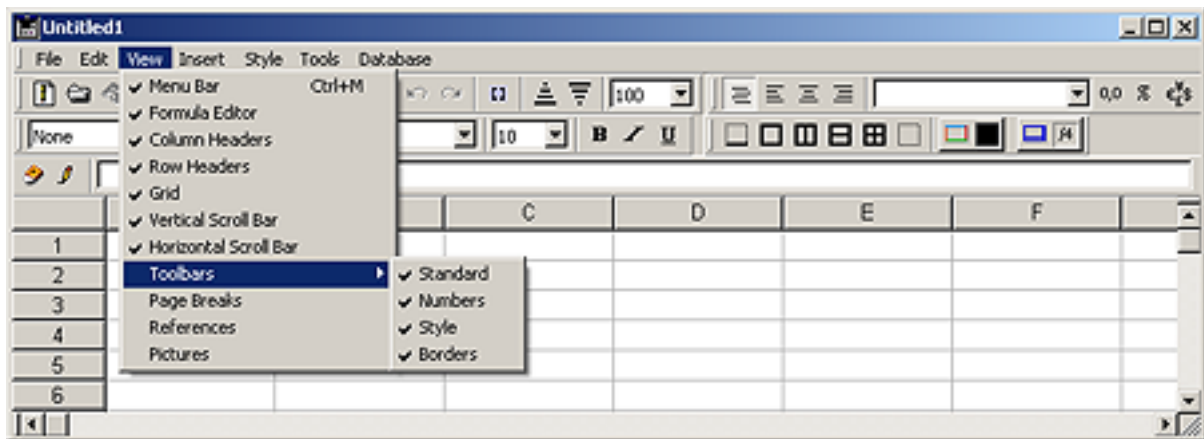 Untitled1
File Edit View Insert Style Tools Database
Menu Bar Ctrl+M
100
0,0 %
Formula Editor
None
10 B I U
Column Headers
Row Headers
Grid
Vertical Scroll Bar
C D E F
Horizontal Scroll Bar
1
Toolbars Standard
2
Page Breaks Numbers
3
References Style
4
Pictures Borders
5
6